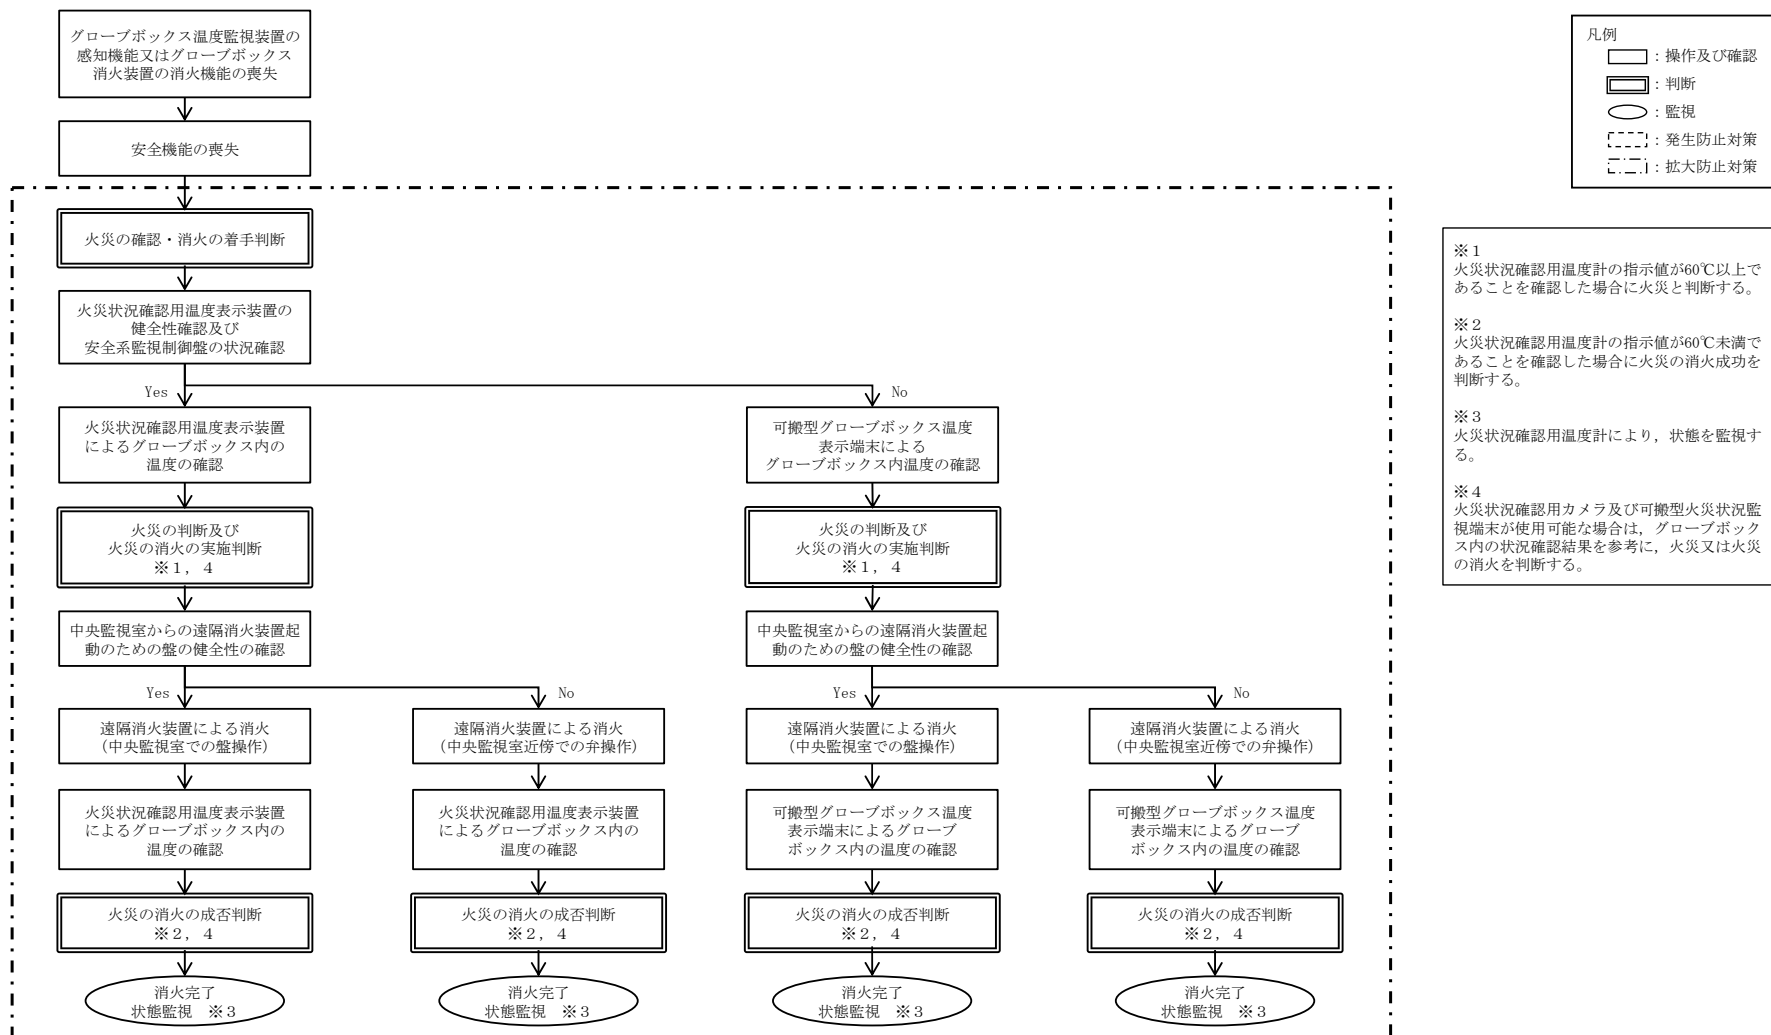 グローブボックス温度監視装置の
感知機能又はグローブボックス
消火装置の消火機能の喪失
安全機能の喪失
火災の確認・消火の着手判断
火災状況確認用温度表示装置の
健全性確認及び
安全系監視制御盤の状況確認
Yes
No
火災状況確認用温度表示装置
によるグローブボックス内の
温度の確認
可搬型グローブボックス温度
表示端末による
グローブボックス内温度の確認
火災の判断及び
火災の消火の実施判断
※1,4
火災の判断及び
火災の消火の実施判断
※1,4
中央監視室からの遠隔消火装置起
動のための盤の健全性の確認
中央監視室からの遠隔消火装置起
動のための盤の健全性の確認
Yes
No
Yes
No
遠隔消火装置による消火
(中央監視室での盤操作)
遠隔消火装置による消火
(中央監視室近傍での弁操作)
遠隔消火装置による消火
(中央監視室での盤操作)
遠隔消火装置による消火
(中央監視室近傍での弁操作)
火災状況確認用温度表示装置
によるグローブボックス内の
温度の確認
火災状況確認用温度表示装置
によるグローブボックス内の
温度の確認
可搬型グローブボックス温度
表示端末によるグローブ
ボックス内の温度の確認
可搬型グローブボックス温度
表示端末によるグローブ
ボックス内の温度の確認
火災の消火の成否判断
※2,4
火災の消火の成否判断
※2,4
火災の消火の成否判断
※2,4
火災の消火の成否判断
※2,4
消火完了
状態監視 ※3
消火完了
状態監視 ※3
消火完了
状態監視 ※3
消火完了
状態監視 ※3
凡例
:操作及び確認
:判断
:監視
:発生防止対策
:拡大防止対策
※1
火災状況確認用温度計の指示値が60℃以上で
あることを確認した場合に火災と判断する。
※2
火災状況確認用温度計の指示値が60℃未満で
あることを確認した場合に火災の消火成功を
判断する。
※3
火災状況確認用温度計により,状態を監視す
る。
※4
火災状況確認用カメラ及び可搬型火災状況監
視端末が使用可能な場合は,グローブボック
ス内の状況確認結果を参考に,火災又は火災
の消火を判断する。